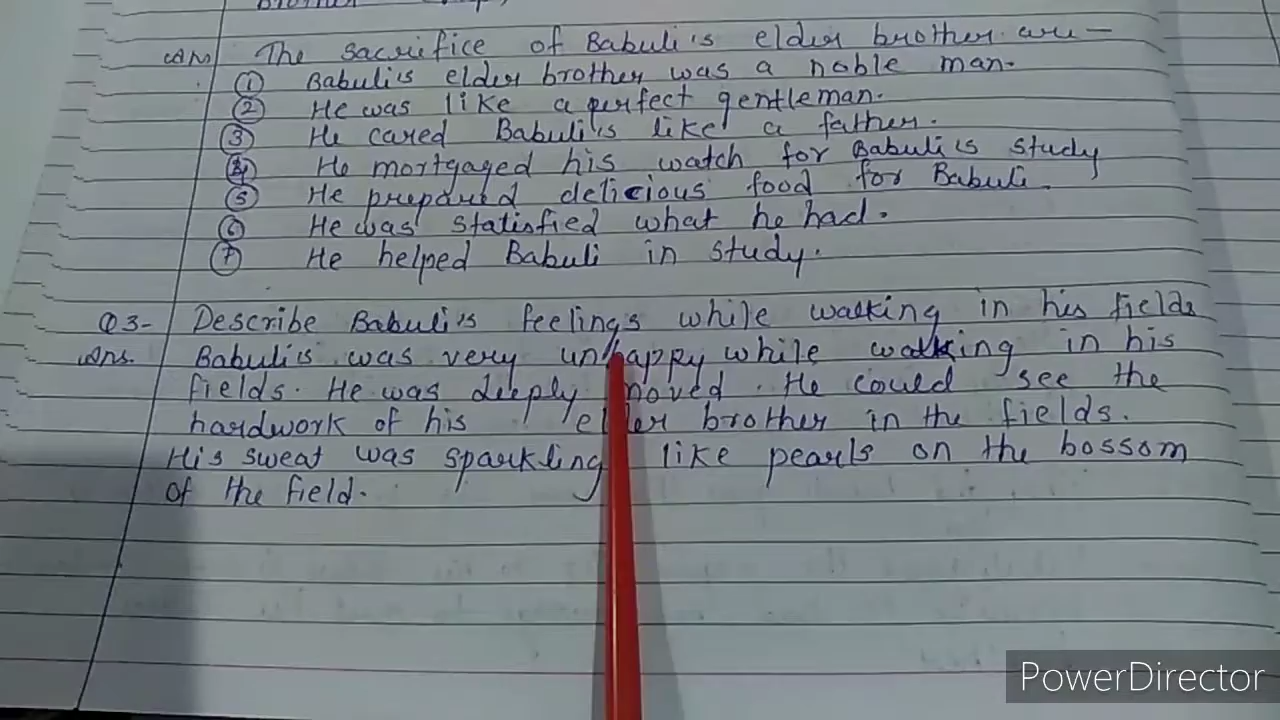 Ans The sacrifice of Babuli's elder brother are —
① Babuli's elder brother was a noble man.
② He was like a perfect gentleman.
③ He cared Babuli's like a father.
④ He mortgaged his watch for Babuli's study
⑤ He prepared delicious food for Babuli.
⑥ He was statisfied what he had.
⑦ He helped Babuli in study.
Q3- Describe Babuli's feelings while walking in his fields
Ans. Babuli's was very unhappy while walking in his
fields. He was deeply moved. He could see the
hardwork of his elder brother in the fields.
His sweat was sparkling like pearls on the bossom
of the field.
PowerDirector